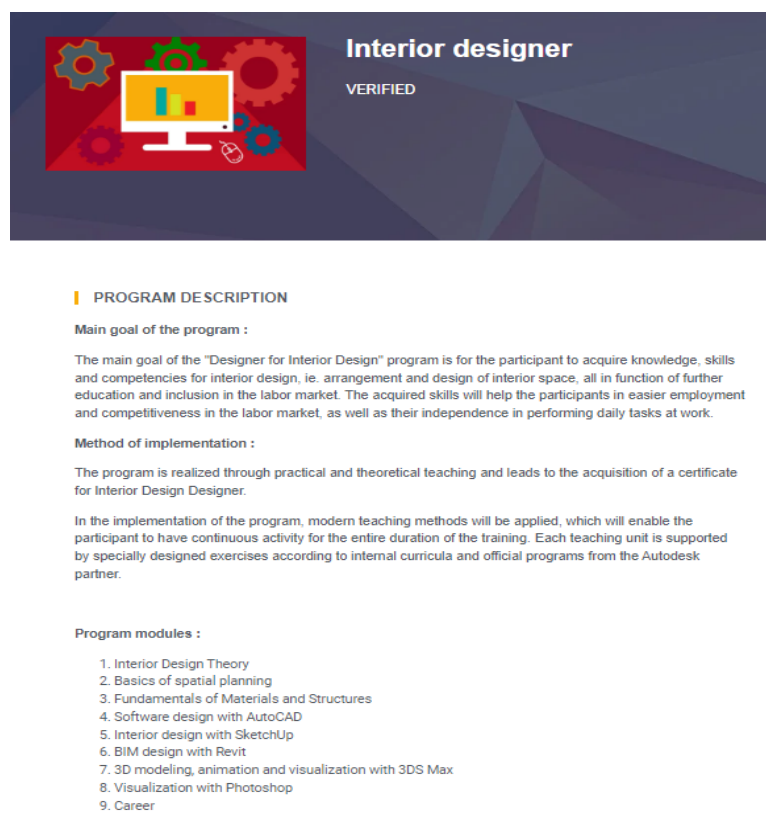 Interior designer
VERIFIED
PROGRAM DESCRIPTION
Main goal of the program :
The main goal of the "Designer for Interior Design" program is for the participant to acquire knowledge, skills
and competencies for interior design, ie. arrangement and design of interior space, all in function of further
education and inclusion in the labor market. The acquired skills will help the participants in easier employment
and competitiveness in the labor market, as well as their independence in performing daily tasks at work.
Method of implementation :
The program is realized through practical and theoretical teaching and leads to the acquisition of a certificate
for Interior Design Designer.
In the implementation of the program, modern teaching methods will be applied, which will enable the
participant to have continuous activity for the entire duration of the training. Each teaching unit is supported
by specially designed exercises according to internal curricula and official programs from the Autodesk
partner.
Program modules :
1. Interior Design Theory
2. Basics of spatial planning
3. Fundamentals of Materials and Structures
4. Software design with AutoCAD
5. Interior design with SketchUp
6. BIM design with Revit
7. 3D modeling, animation and visualization with 3DS Max
8. Visualization with Photoshop
9. Career